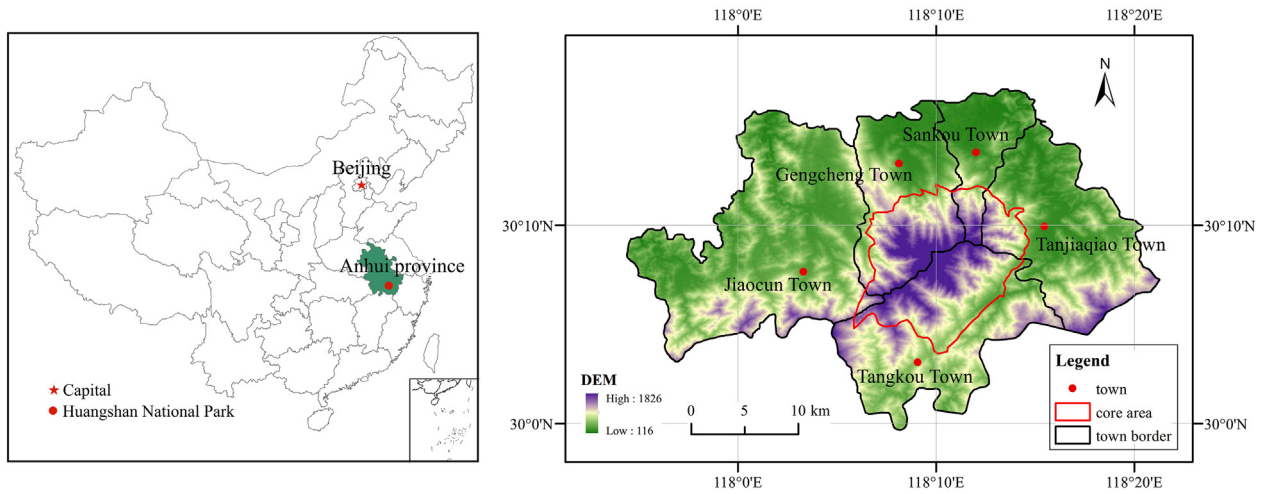 Beijing
Anhui province
Capital
Huangshan National Park
118°0'E
118°10'E
118°20'E
N
Sankou Town
Gengcheng Town
30°10'N
30°10'N
Tanjiaqiao Town
Jiaocun Town
Tangkou Town
DEM
High : 1826
Low : 116
0 5 10 km
Legend
town
core area
town border
30°0'N
30°0'N
118°0'E
118°10'E
118°20'E